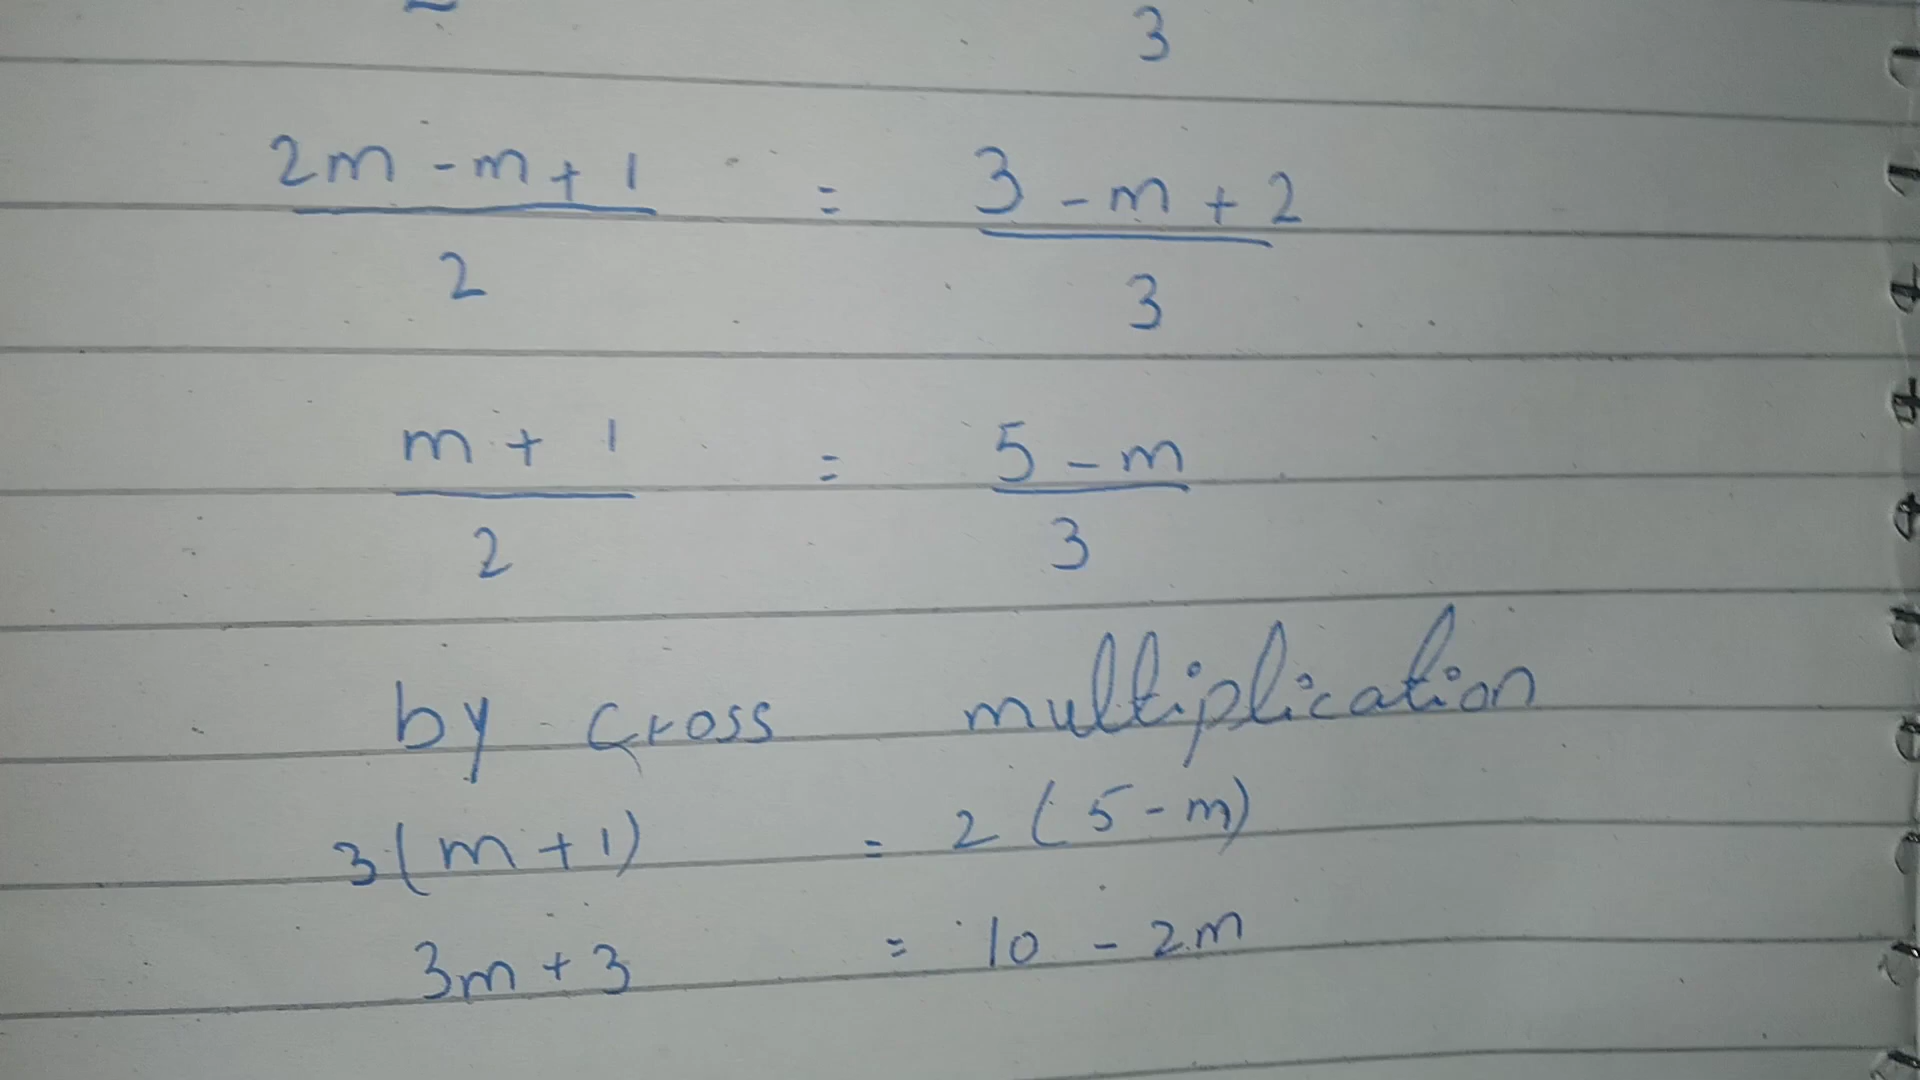 3
2m - m + 1 = 3 - m + 2
2 3
m + 1 = 5 - m
2 3
by cross multiplication
3(m+1) = 2(5-m)
3m + 3 = 10 - 2m